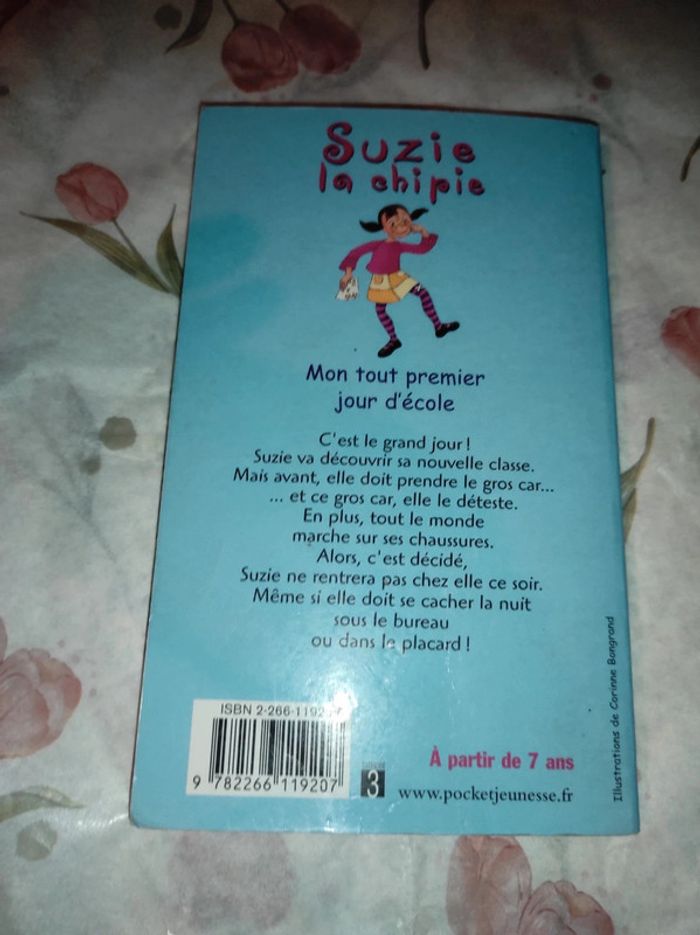 Suzie
la chipie
Mon tout premier
jour d'école
C'est le grand jour !
Suzie va découvrir sa nouvelle classe.
Mais avant, elle doit prendre le gros car...
... et ce gros car, elle le déteste.
En plus, tout le monde
marche sur ses chaussures.
Alors, c'est décidé,
Suzie ne rentrera pas chez elle ce soir.
Même si elle doit se cacher la nuit
sous le bureau
ou dans le placard !
Illustrations de Corinne Bongrand
ISBN 2-266-11920-
9 782266 119207
3
À partir de 7 ans
www.pocketjeunesse.fr